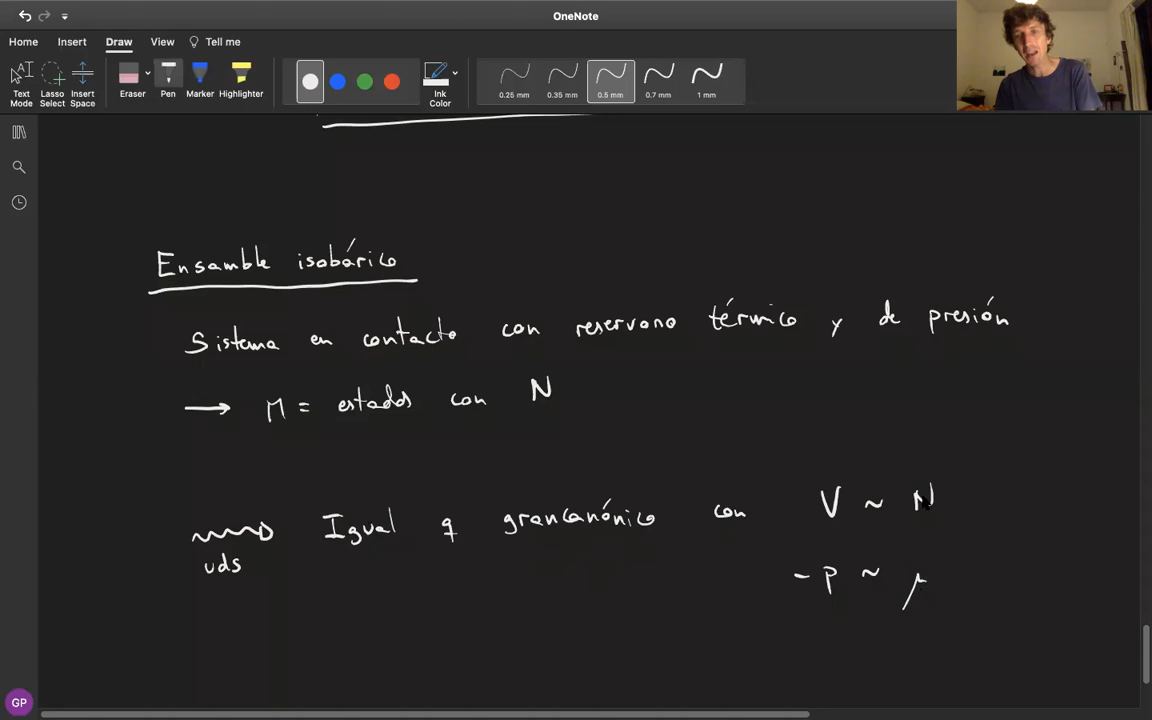 OneNote
Home Insert Draw View Tell me
Text Mode Lasso Select Insert Space Eraser Pen Marker Highlighter Ink Color 0.25 mm 0.35 mm 0.5 mm 0.7 mm 1 mm
Ensamble isobárico
Sistema en contacto con reservorio térmico y de presión
→ M = estados con N
Igual q grancanónico con V ~ N
uds
- P ~ μ
GP